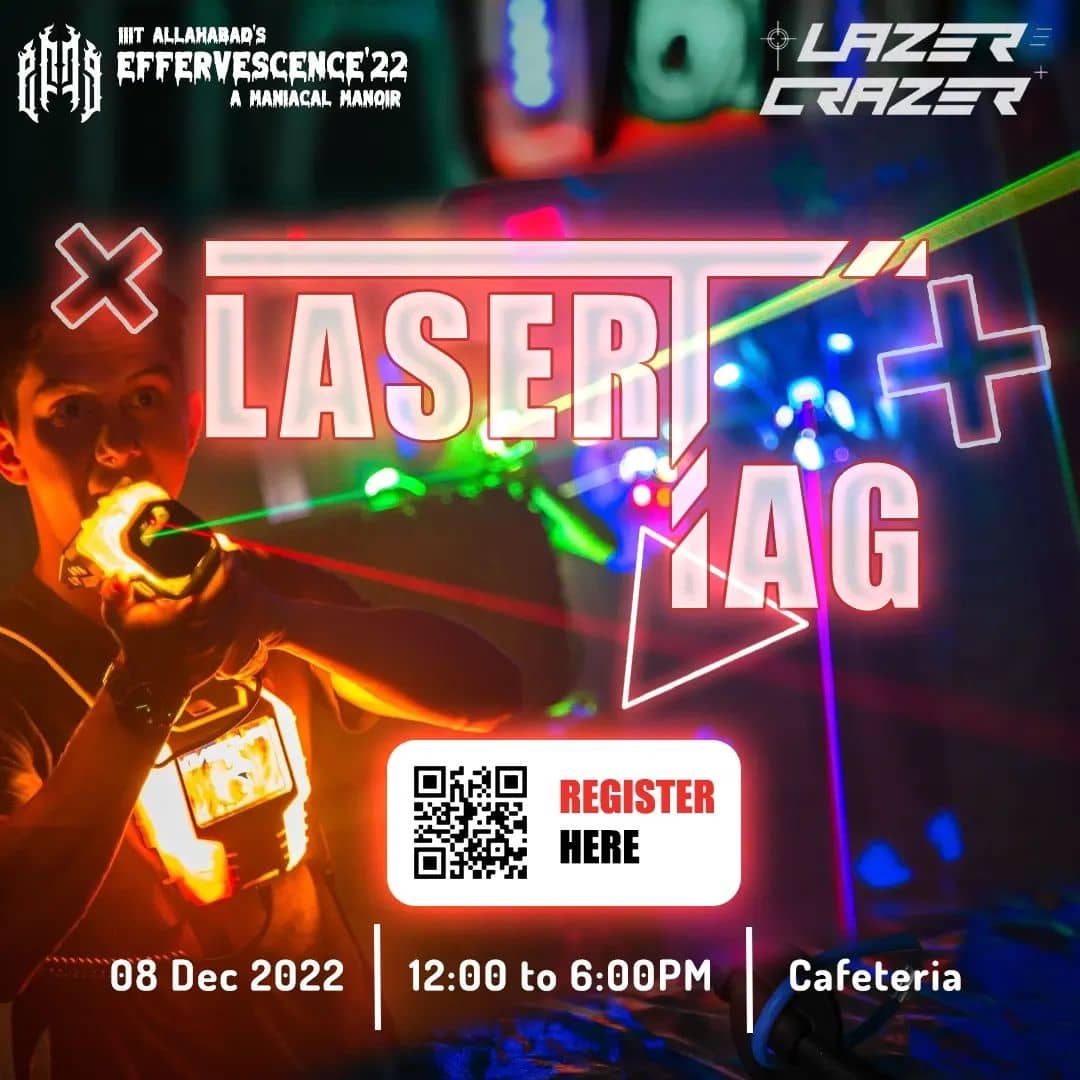 IIIT ALLAHABAD'S
EFFERVESCENCE'22
A MANIACAL MANOIR
LAZER
CRAZER
LASER
TAG
REGISTER
HERE
08 Dec 2022
12:00 to 6:00PM
Cafeteria